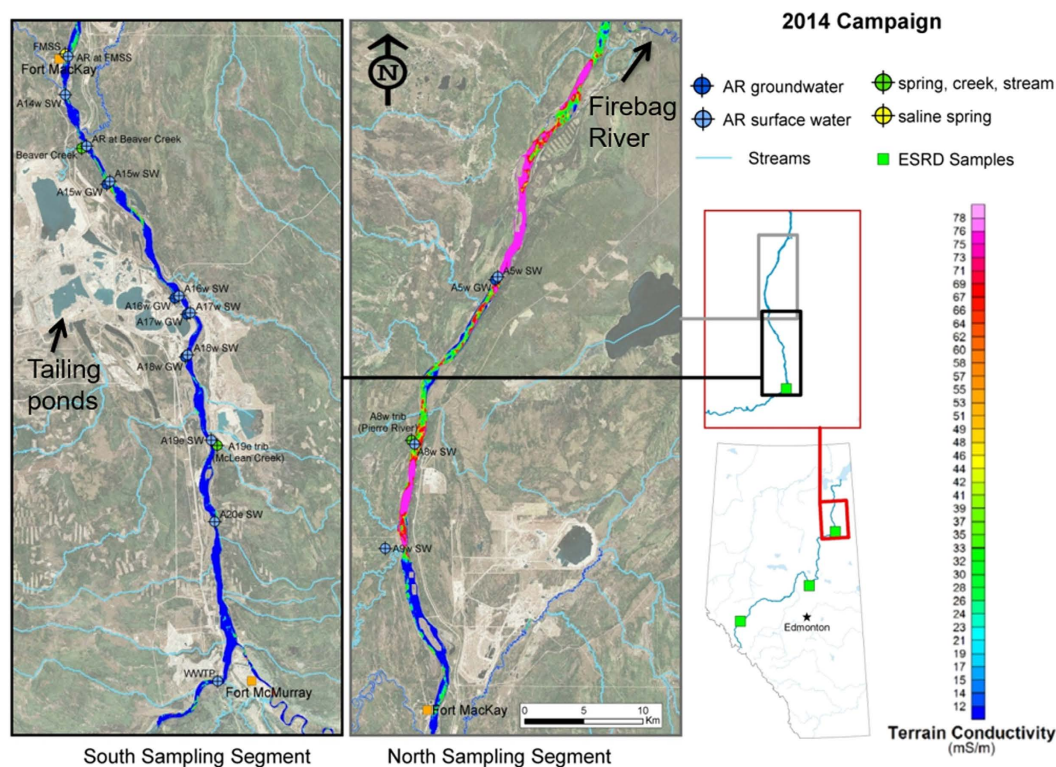 2014 Campaign
AR groundwater
spring, creek, stream
AR surface water
saline spring
Streams
ESRD Samples
FMSS
AR at FMSS
Fort MacKay
A14w SW
AR at Beaver Creek
Beaver Creek
A15w SW
A15w GW
A16w SW
A16w GW
A17w SW
A17w GW
A18w SW
A18w GW
Tailing
ponds
A19e SW
A19e trib
(McLean Creek)
A20e SW
WWTP
Fort McMurray
South Sampling Segment
N
Firebag
River
A5w SW
A5w GW
A8w trib
(Pierre River)
A8w SW
A9w SW
Fort MacKay
0 5 10
Km
North Sampling Segment
Edmonton
78
76
75
73
71
69
67
66
64
62
60
58
57
55
53
51
49
48
46
44
42
41
39
37
35
33
32
30
28
26
24
23
21
19
17
15
14
12
Terrain Conductivity
(mS/m)